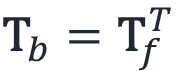 𝐓_b = 𝐓_f^T